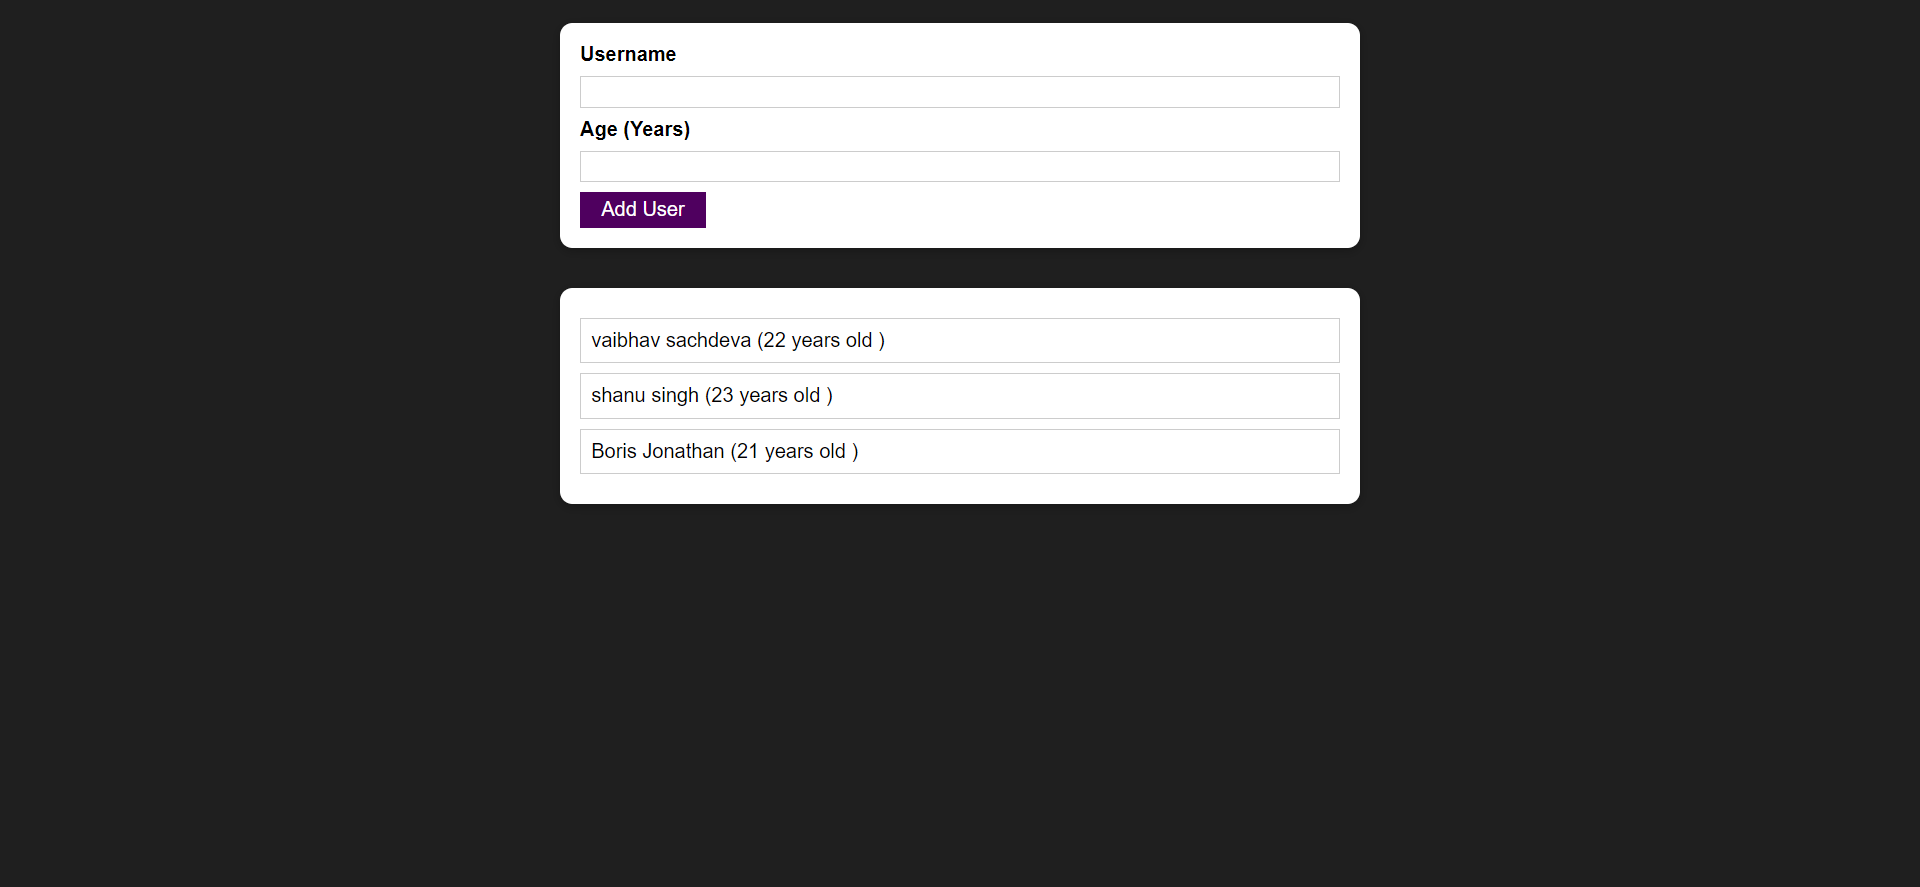 Username
Age (Years)
Add User
vaibhav sachdeva (22 years old )
shanu singh (23 years old )
Boris Jonathan (21 years old )